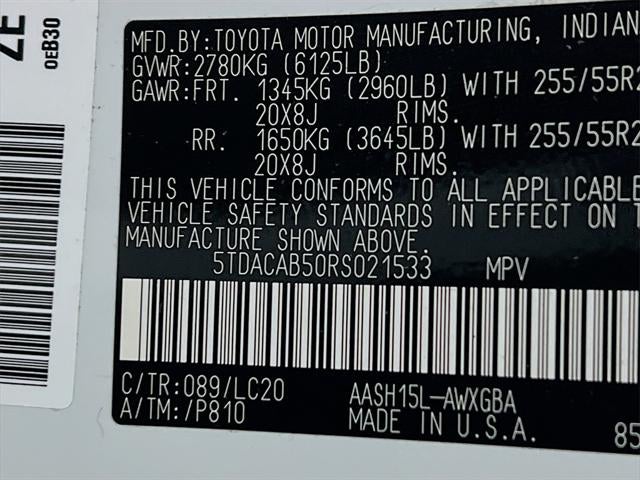 ZE
0EB30
MFD. BY: TOYOTA MOTOR MANUFACTURING, INDIAN
GVWR: 2780KG (6125LB)
GAWR: FRT. 1345KG (2960LB) WITH 255/55R2
20X8J RIMS.
RR. 1650KG (3645LB) WITH 255/55R2
20X8J RIMS.
THIS VEHICLE CONFORMS TO ALL APPLICABLE
VEHICLE SAFETY STANDARDS IN EFFECT ON
MANUFACTURE SHOWN ABOVE.
5TDACAB50RS021533 MPV
C/TR: 089/LC20 AASH15L-AWXGBA
A/TM: /P810 MADE IN U.S.A. 85